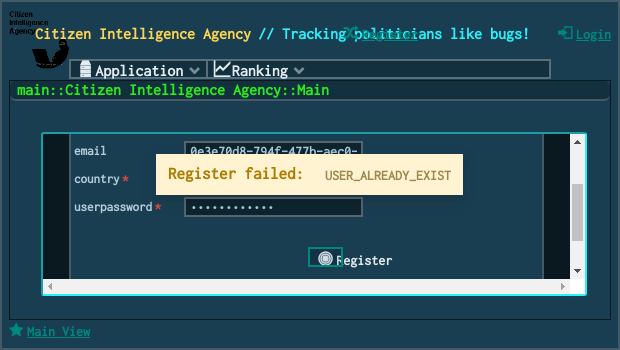 Citizen
Intelligence
Agency
Citizen Intelligence Agency // Tracking politicians like bugs!
Register
Login
Application
Ranking
main::Citizen Intelligence Agency::Main
email
0e3e70d8-794f-477b-aec0-
country *
Register failed: USER_ALREADY_EXIST
userpassword * ••••••••••••
Register
Main View